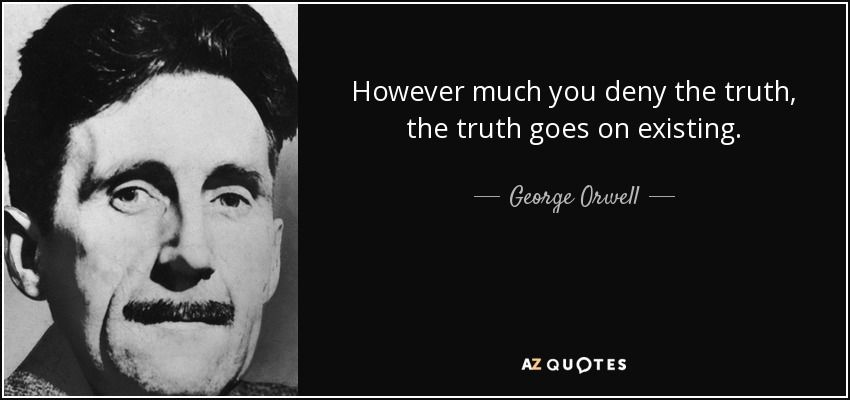 However much you deny the truth,
the truth goes on existing.
George Orwell
AZ QUOTES